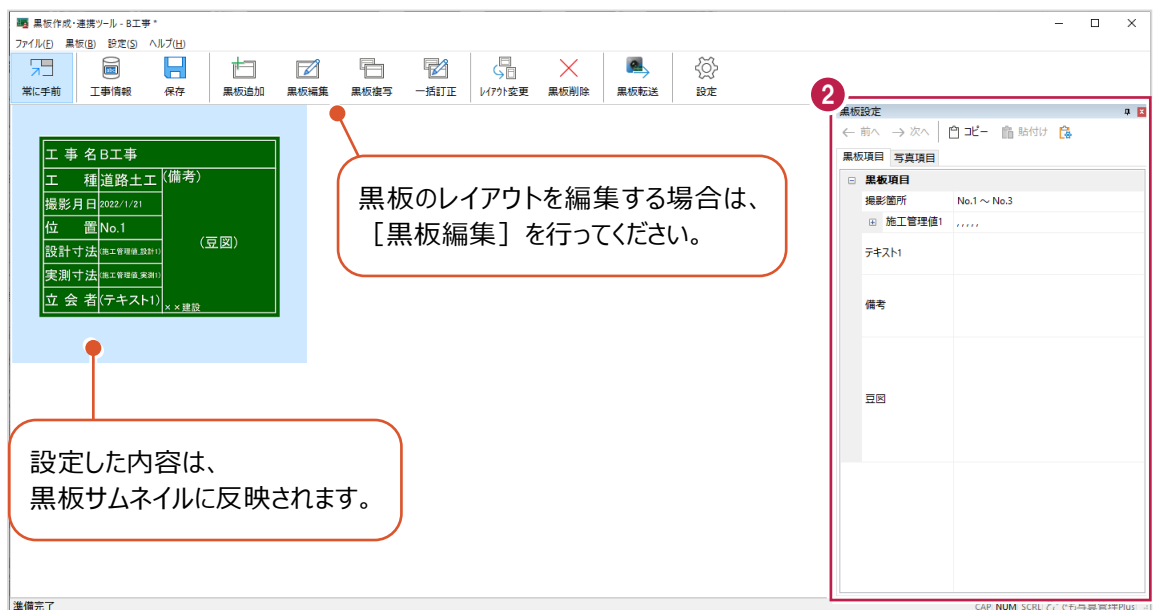 黒板作成・連携ツール - B工事 *
ファイル(F) 黒板(B) 設定(S) ヘルプ(H)
常に手前 工事情報 保存 黒板追加 黒板編集 黒板複写 一括訂正 レイアウト変更 黒板削除 黒板転送 設定
2
黒板設定
← 前へ → 次へ コピー 貼付け
黒板項目 写真項目
黒板項目
撮影箇所 No.1 ~ No.3
施工管理値1 , , , , ,
テキスト1
備考
豆図
工 事 名 B工事
工 種 道路土工 (備考)
撮影月日 2022/1/21
位 置 No.1
(豆図)
設計寸法 (施工管理値_設計1)
実測寸法 (施工管理値_実測1)
立 会 者 (テキスト1)
××建設
黒板のレイアウトを編集する場合は、
[黒板編集] を行ってください。
設定した内容は、
黒板サムネイルに反映されます。
準備完了
CAP NUM SCRL